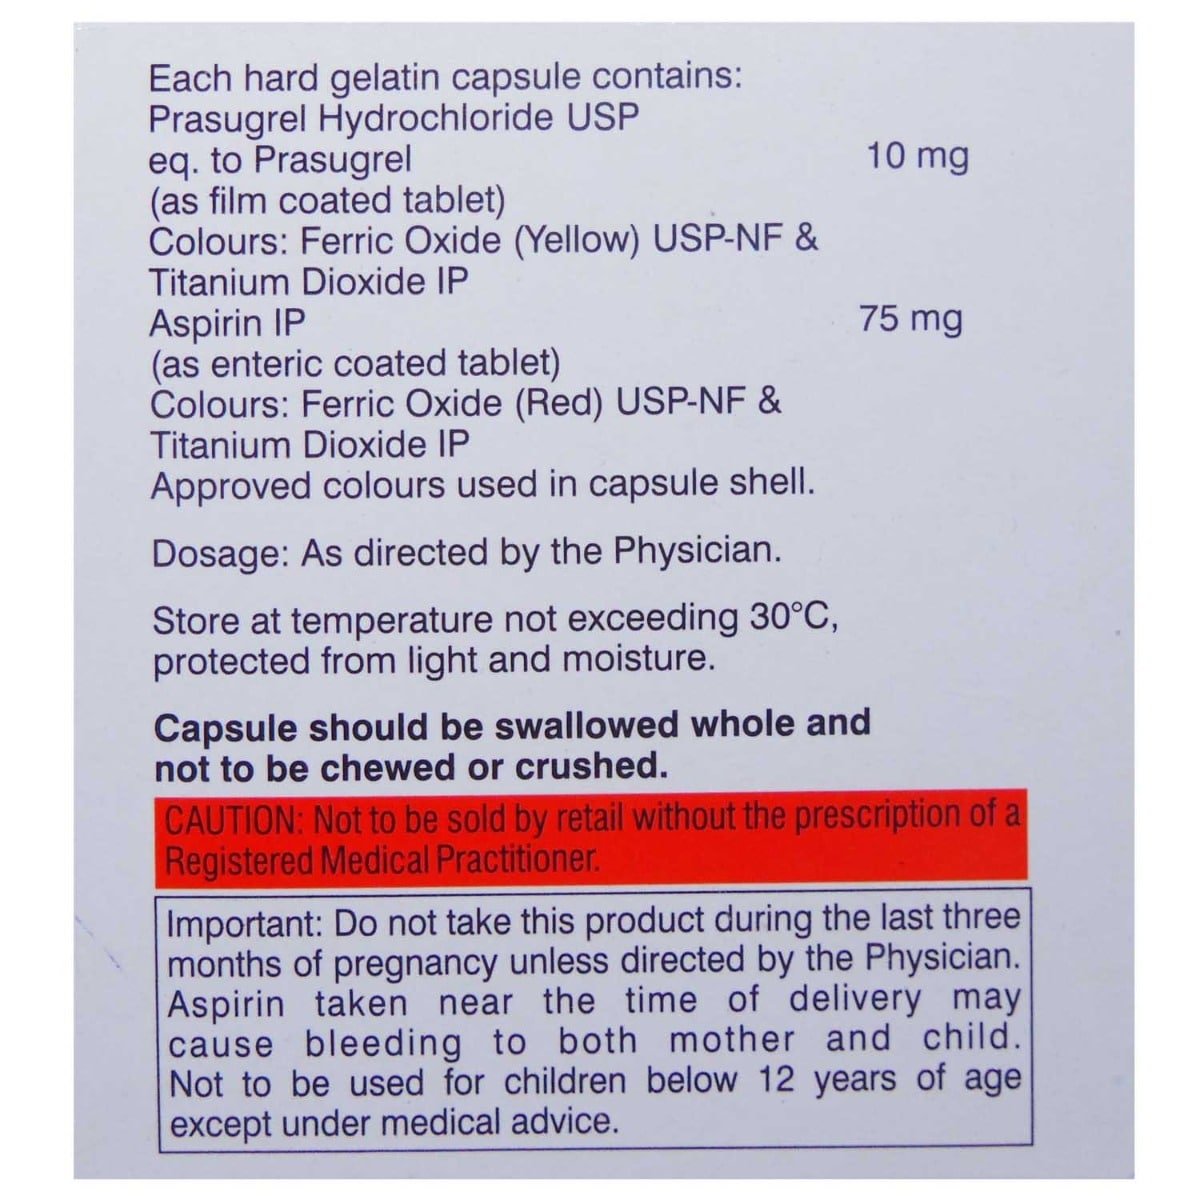 Each hard gelatin capsule contains:
Prasugrel Hydrochloride USP
eq. to Prasugrel 10 mg
(as film coated tablet)
Colours: Ferric Oxide (Yellow) USP-NF &
Titanium Dioxide IP
Aspirin IP 75 mg
(as enteric coated tablet)
Colours: Ferric Oxide (Red) USP-NF &
Titanium Dioxide IP
Approved colours used in capsule shell.
Dosage: As directed by the Physician.
Store at temperature not exceeding 30°C,
protected from light and moisture.
Capsule should be swallowed whole and
not to be chewed or crushed.
CAUTION: Not to be sold by retail without the prescription of a
Registered Medical Practitioner.
Important: Do not take this product during the last three
months of pregnancy unless directed by the Physician.
Aspirin taken near the time of delivery may
cause bleeding to both mother and child.
Not to be used for children below 12 years of age
except under medical advice.